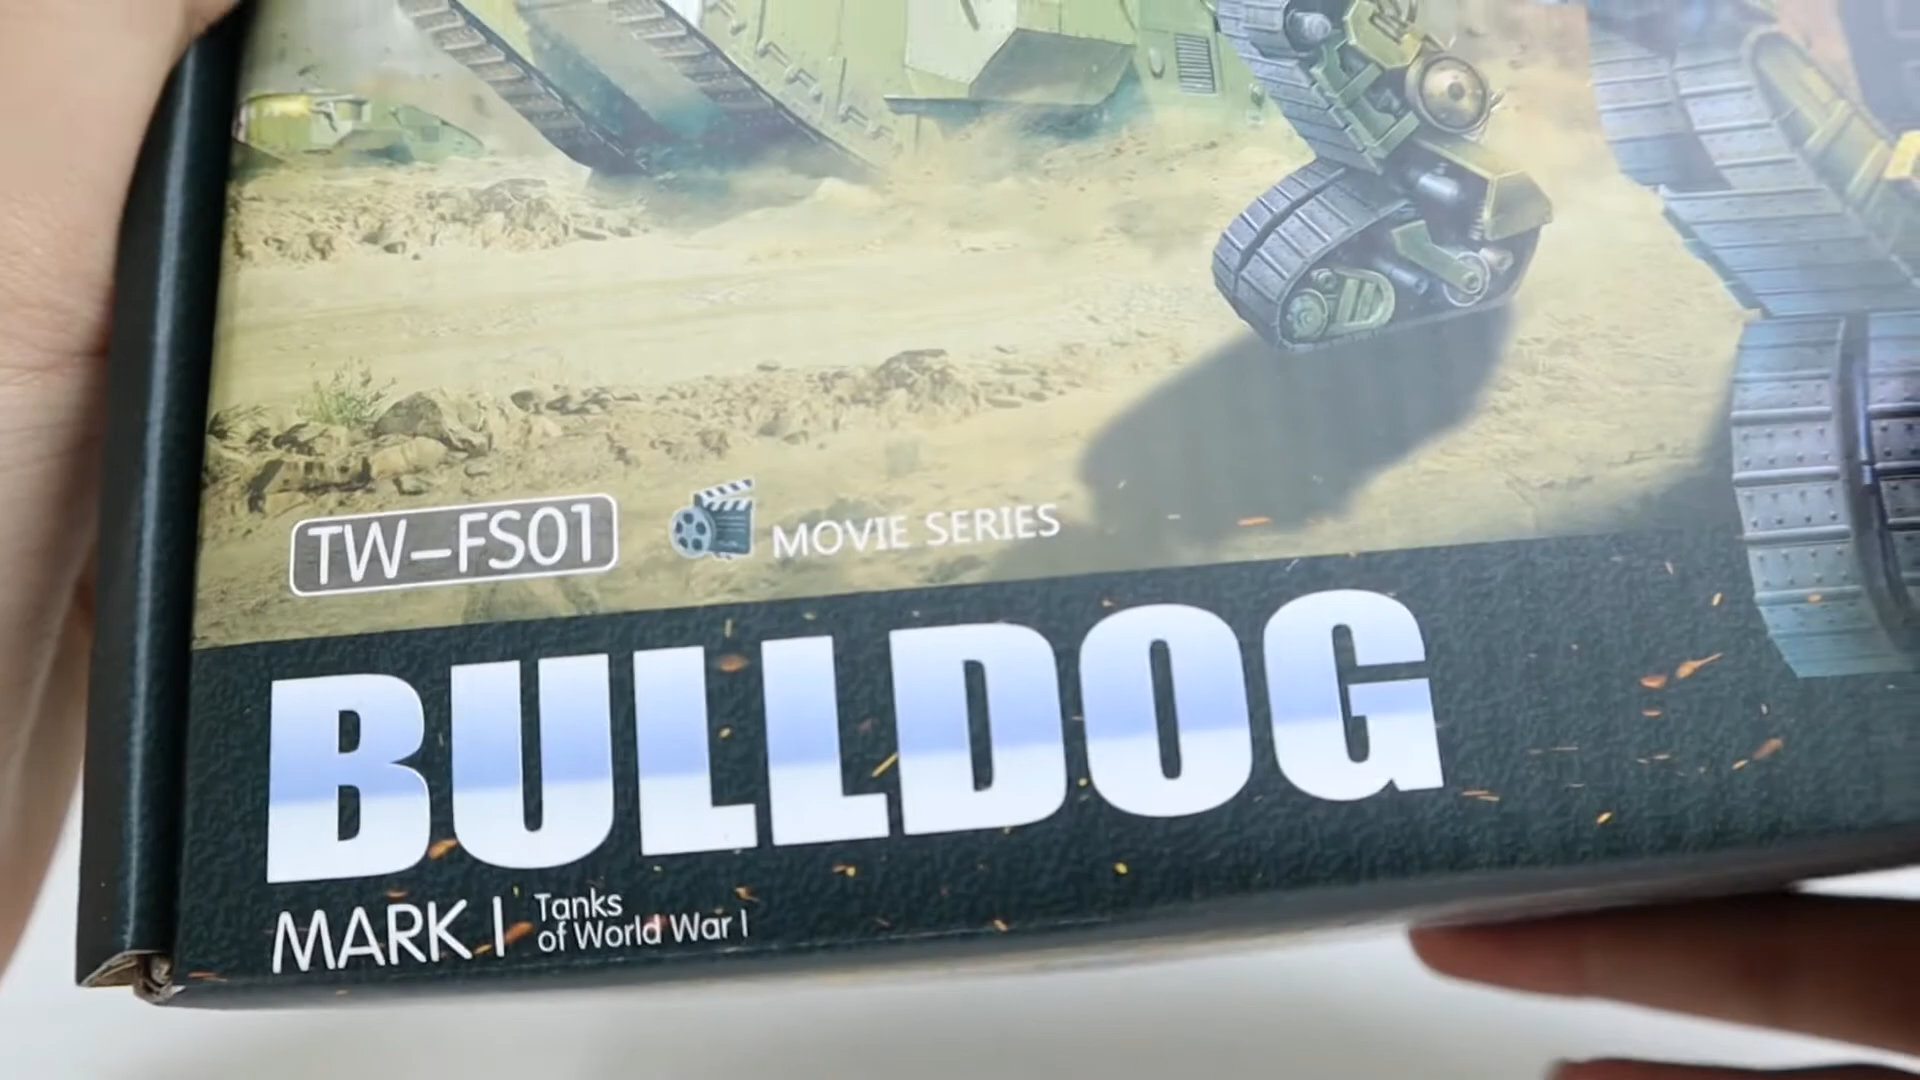 TW-FS01
MOVIE SERIES
BULLDOG
MARK I
Tanks
of World War I